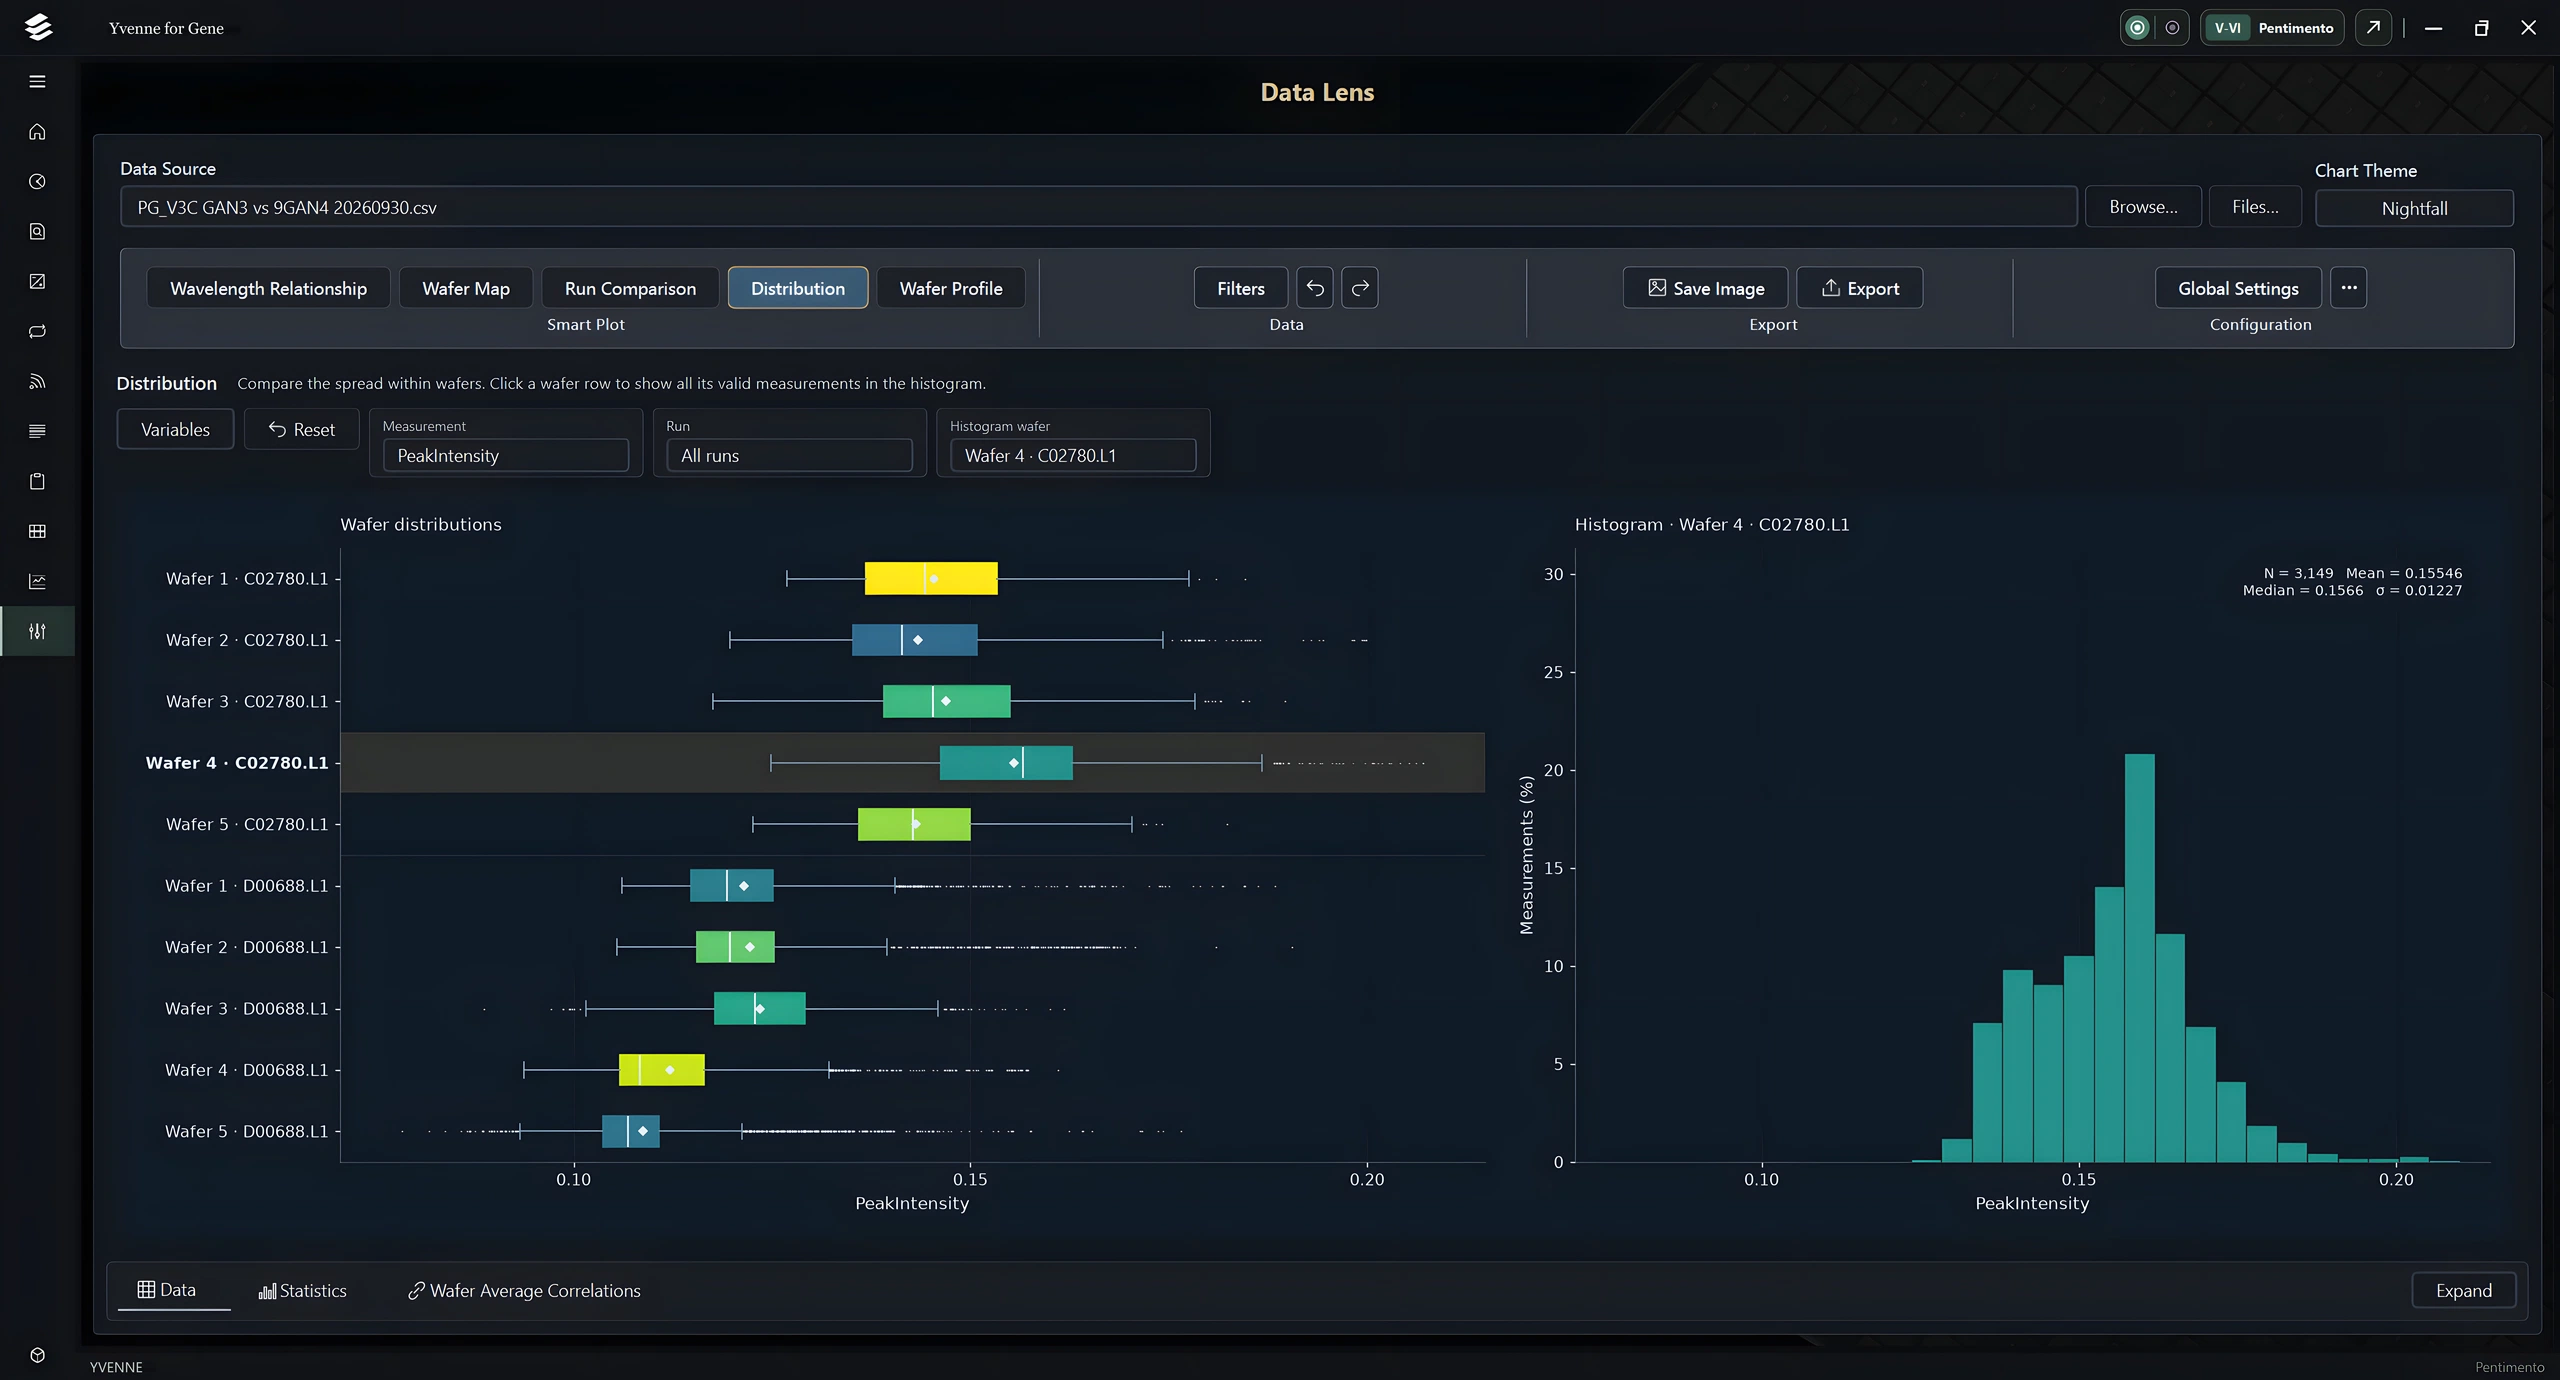 Yvenne for Gene
V-VI Pentimento
Data Lens
Data Source
Chart Theme
PG_V3C GAN3 vs 9GAN4 20260930.csv
Browse...
Files...
Nightfall
Wavelength Relationship
Wafer Map
Run Comparison
Distribution
Wafer Profile
Smart Plot
Filters
Data
Save Image
Export
Export
Global Settings
Configuration
Distribution Compare the spread within wafers. Click a wafer row to show all its valid measurements in the histogram.
Variables
Reset
Measurement
PeakIntensity
Run
All runs
Histogram wafer
Wafer 4 · C02780.L1
Wafer distributions
Wafer 1 · C02780.L1
Wafer 2 · C02780.L1
Wafer 3 · C02780.L1
Wafer 4 · C02780.L1
Wafer 5 · C02780.L1
Wafer 1 · D00688.L1
Wafer 2 · D00688.L1
Wafer 3 · D00688.L1
Wafer 4 · D00688.L1
Wafer 5 · D00688.L1
0.10 0.15 0.20
PeakIntensity
Histogram · Wafer 4 · C02780.L1
N = 3,149 Mean = 0.15546
Median = 0.1566 σ = 0.01227
Measurements (%)
30
25
20
15
10
5
0
0.10 0.15 0.20
PeakIntensity
Data
Statistics
Wafer Average Correlations
Expand
YVENNE
Pentimento